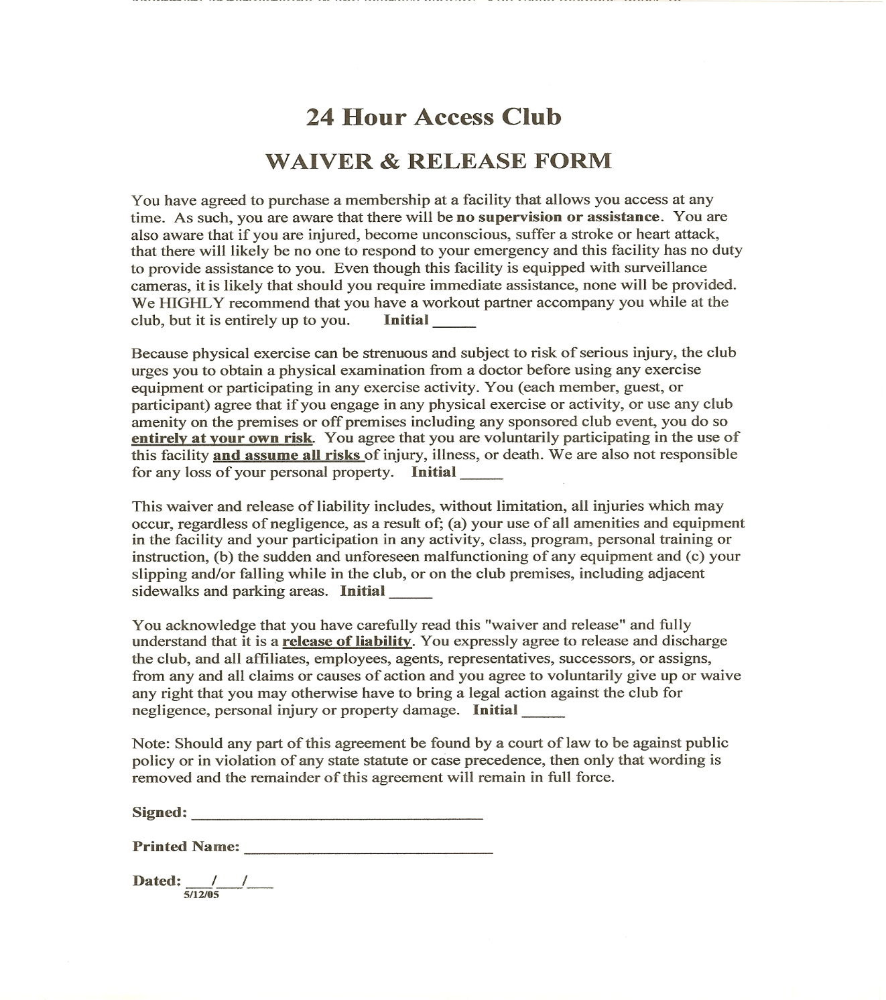 24 Hour Access Club
WAIVER & RELEASE FORM
You have agreed to purchase a membership at a facility that allows you access at any
time.  As such, you are aware that there will be no supervision or assistance.  You are
also aware that if you are injured, become unconscious, suffer a stroke or heart attack,
that there will likely be no one to respond to your emergency and this facility has no duty
to provide assistance to you.  Even though this facility is equipped with surveillance
cameras, it is likely that should you require immediate assistance, none will be provided.
We HIGHLY recommend that you have a workout partner accompany you while at the
club, but it is entirely up to you.    Initial _____
Because physical exercise can be strenuous and subject to risk of serious injury, the club
urges you to obtain a physical examination from a doctor before using any exercise
equipment or participating in any exercise activity. You (each member, guest, or
participant) agree that if you engage in any physical exercise or activity, or use any club
amenity on the premises or off premises including any sponsored club event, you do so
entirely at your own risk.  You agree that you are voluntarily participating in the use of
this facility and assume all risks of injury, illness, or death. We are also not responsible
for any loss of your personal property.   Initial _____
This waiver and release of liability includes, without limitation, all injuries which may
occur, regardless of negligence, as a result of; (a) your use of all amenities and equipment
in the facility and your participation in any activity, class, program, personal training or
instruction, (b) the sudden and unforeseen malfunctioning of any equipment and (c) your
slipping and/or falling while in the club, or on the club premises, including adjacent
sidewalks and parking areas.  Initial _____
You acknowledge that you have carefully read this "waiver and release" and fully
understand that it is a release of liability. You expressly agree to release and discharge
the club, and all affiliates, employees, agents, representatives, successors, or assigns,
from any and all claims or causes of action and you agree to voluntarily give up or waive
any right that you may otherwise have to bring a legal action against the club for
negligence, personal injury or property damage.  Initial _____
Note: Should any part of this agreement be found by a court of law to be against public
policy or in violation of any state statute or case precedence, then only that wording is
removed and the remainder of this agreement will remain in full force.
Signed: ______________________________
Printed Name: ______________________________
Dated: ___/___/___
5/12/05